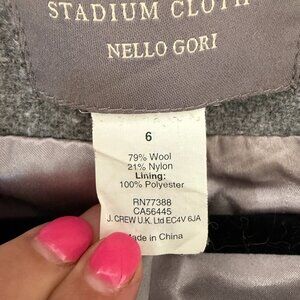 STADIUM CLOTH
NELLO GORI
6
79% Wool
21% Nylon
Lining:
100% Polyester
RN77388
CA56445
J. CREW U.K. Ltd EC4V 6JA
Made in China